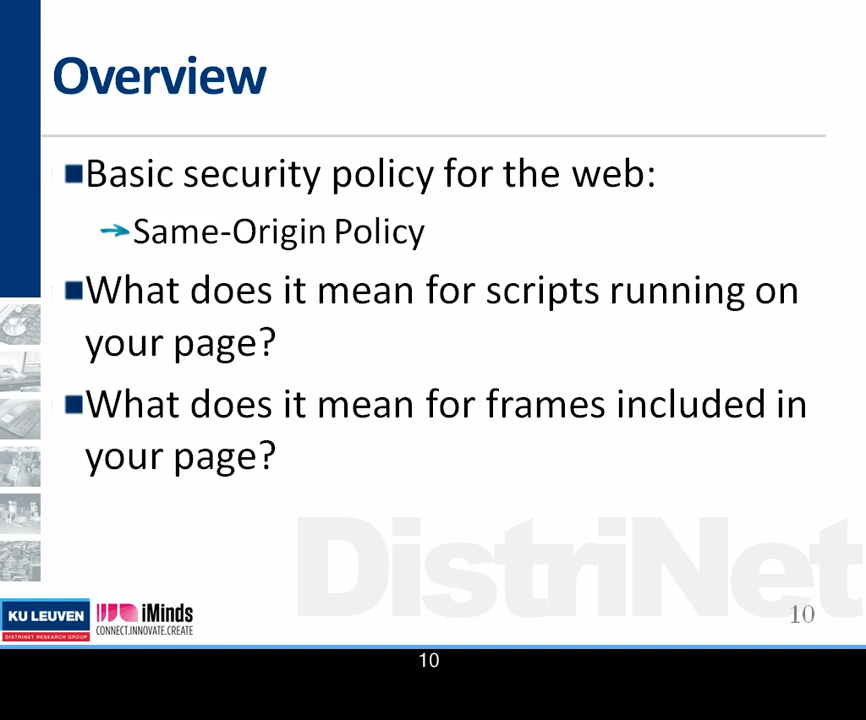 Overview
Basic security policy for the web:
Same-Origin Policy
What does it mean for scripts running on
your page?
What does it mean for frames included in
your page?
DistriNet
KU LEUVEN
DISTRINET RESEARCH GROUP
iMinds
CONNECT.INNOVATE.CREATE
10
10